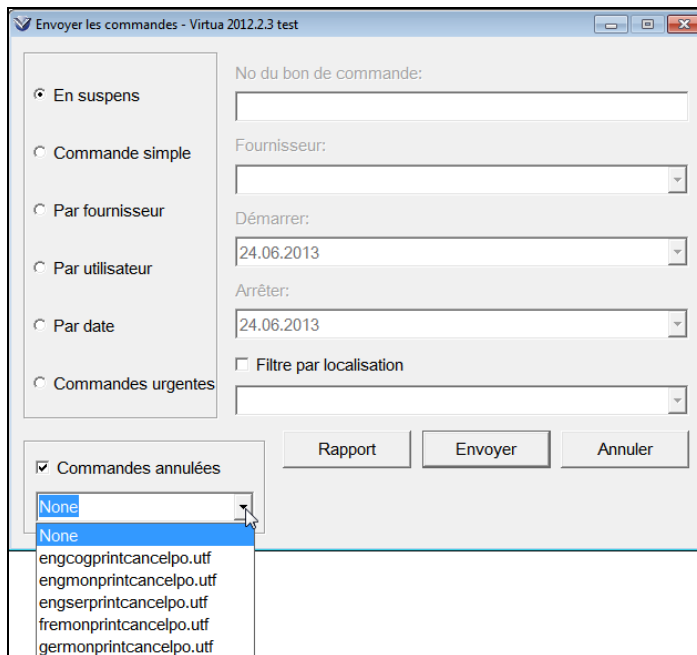 Envoyer les commandes - Virtua 2012.2.3 test
En suspens
Commande simple
Par fournisseur
Par utilisateur
Par date
Commandes urgentes
No du bon de commande:
Fournisseur:
Démarrer:
24.06.2013
Arrêter:
24.06.2013
Filtre par localisation
Rapport
Envoyer
Annuler
Commandes annulées
None
None
engcogprintcancelpo.utf
engmonprintcancelpo.utf
engserprintcancelpo.utf
fremonprintcancelpo.utf
germonprintcancelpo.utf